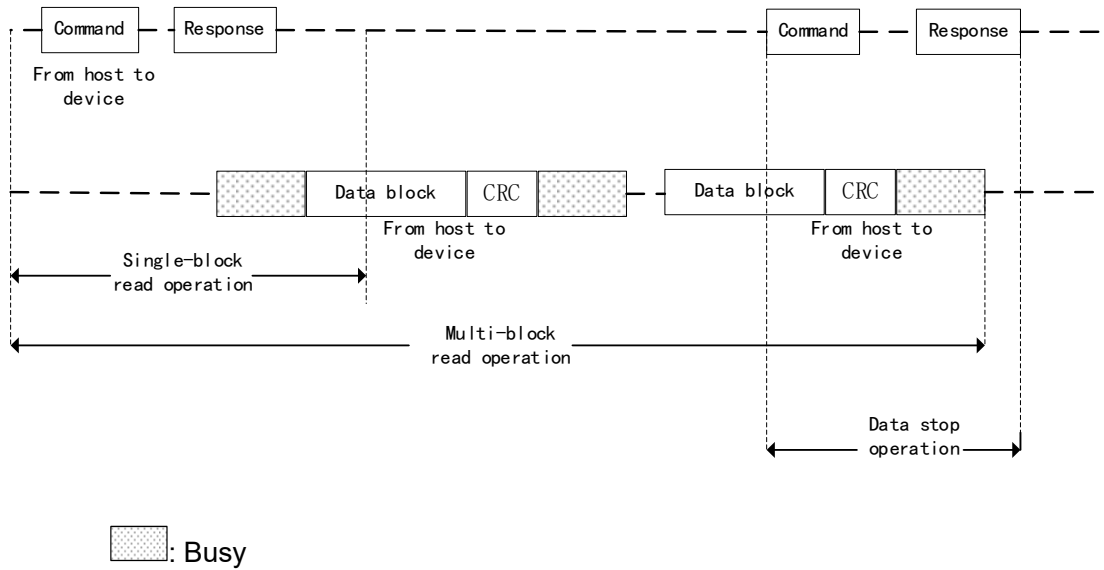 Command
Response
Command
Response
From host to
device
Data block
CRC
Data block
CRC
From host to
device
From host to
device
Single-block
read operation
Multi-block
read operation
Data stop
operation
: Busy